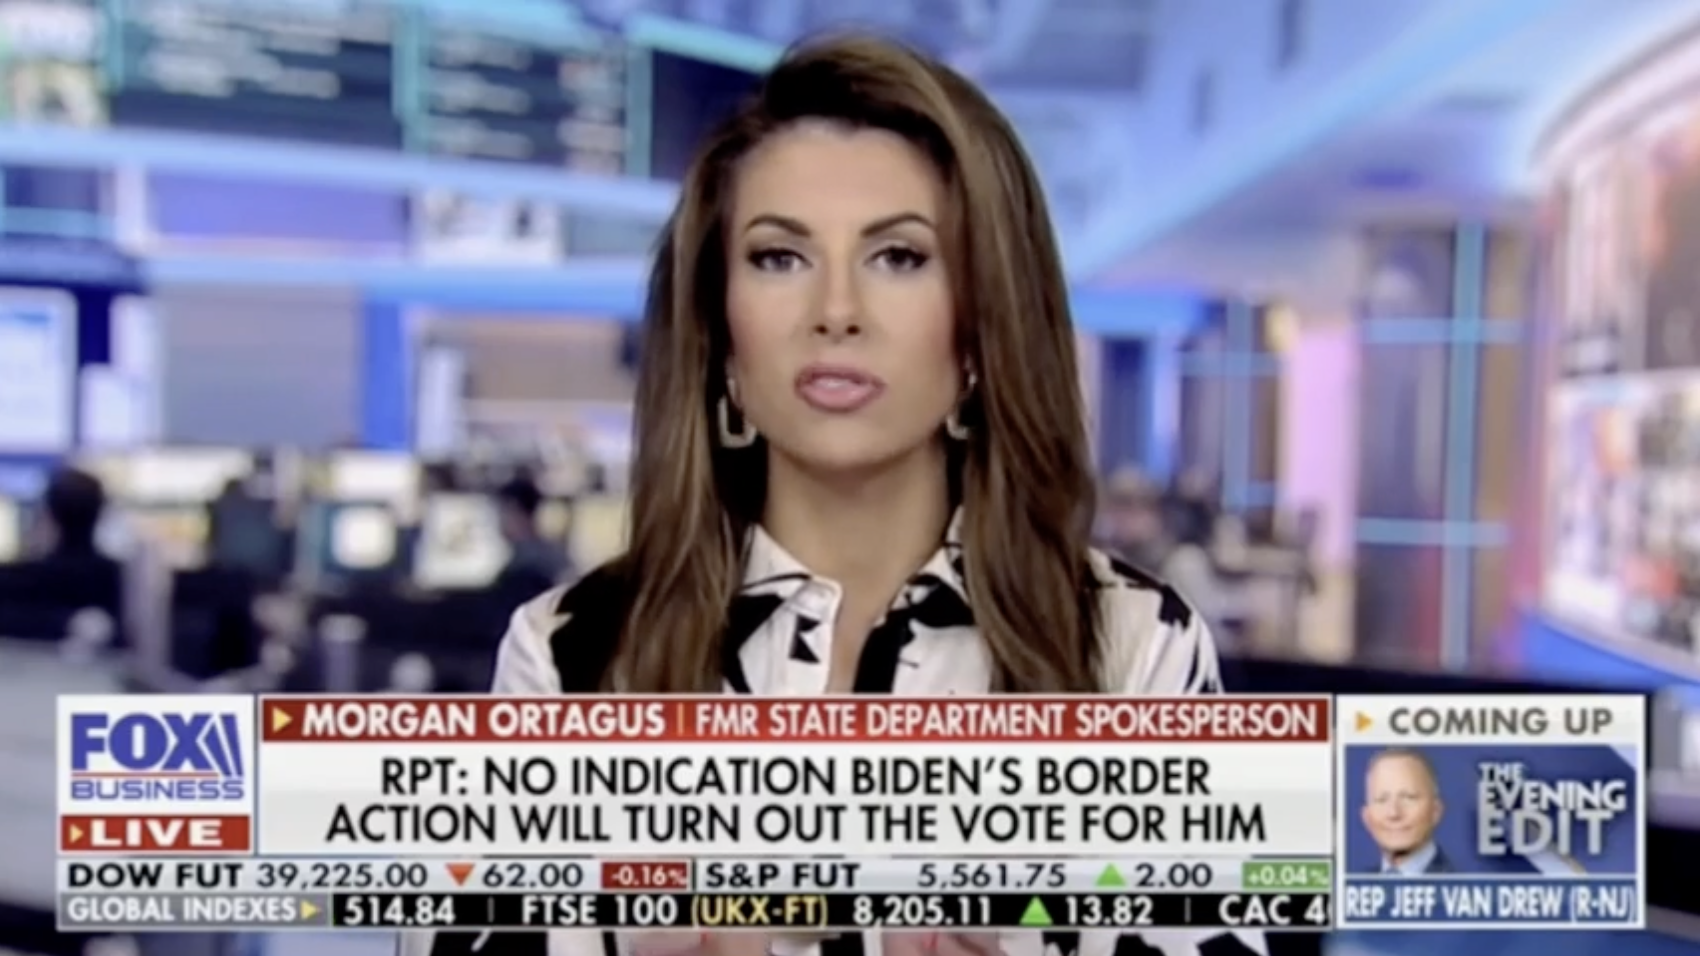 FOX
BUSINESS
LIVE
MORGAN ORTAGUS | FMR STATE DEPARTMENT SPOKESPERSON
RPT: NO INDICATION BIDEN'S BORDER
ACTION WILL TURN OUT THE VOTE FOR HIM
COMING UP
THE
EVENING
EDIT
REP JEFF VAN DREW (R-NJ)
DOW FUT 39,225.00 ▼ 62.00 -0.16% S&P FUT 5,561.75 ▲ 2.00 +0.04%
GLOBAL INDEXES 514.84 | FTSE 100 (UKX-FT) 8,205.11 ▲ 13.82 | CAC 4